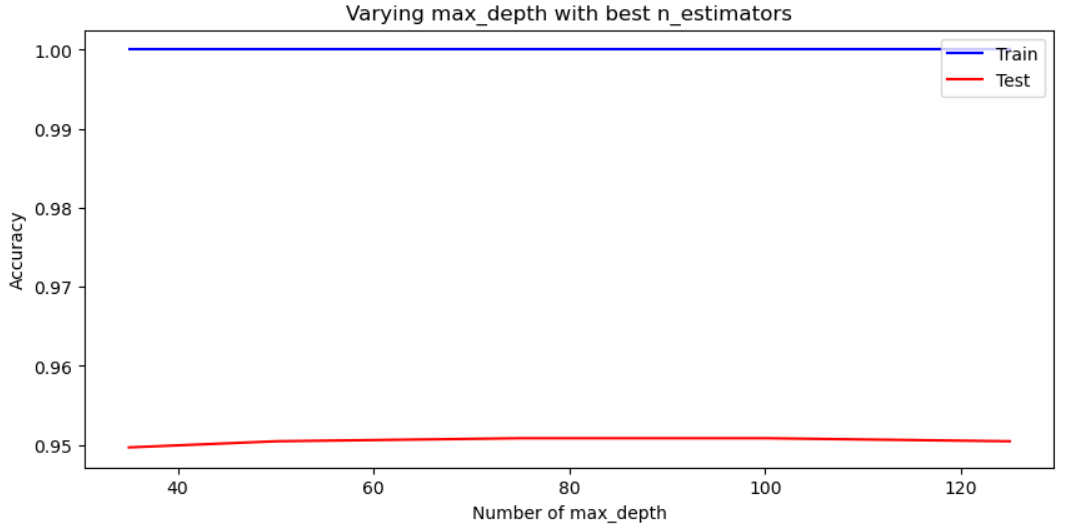 Varying max_depth with best n_estimators
Accuracy
1.00
0.99
0.98
0.97
0.96
0.95
Train
Test
40 60 80 100 120
Number of max_depth